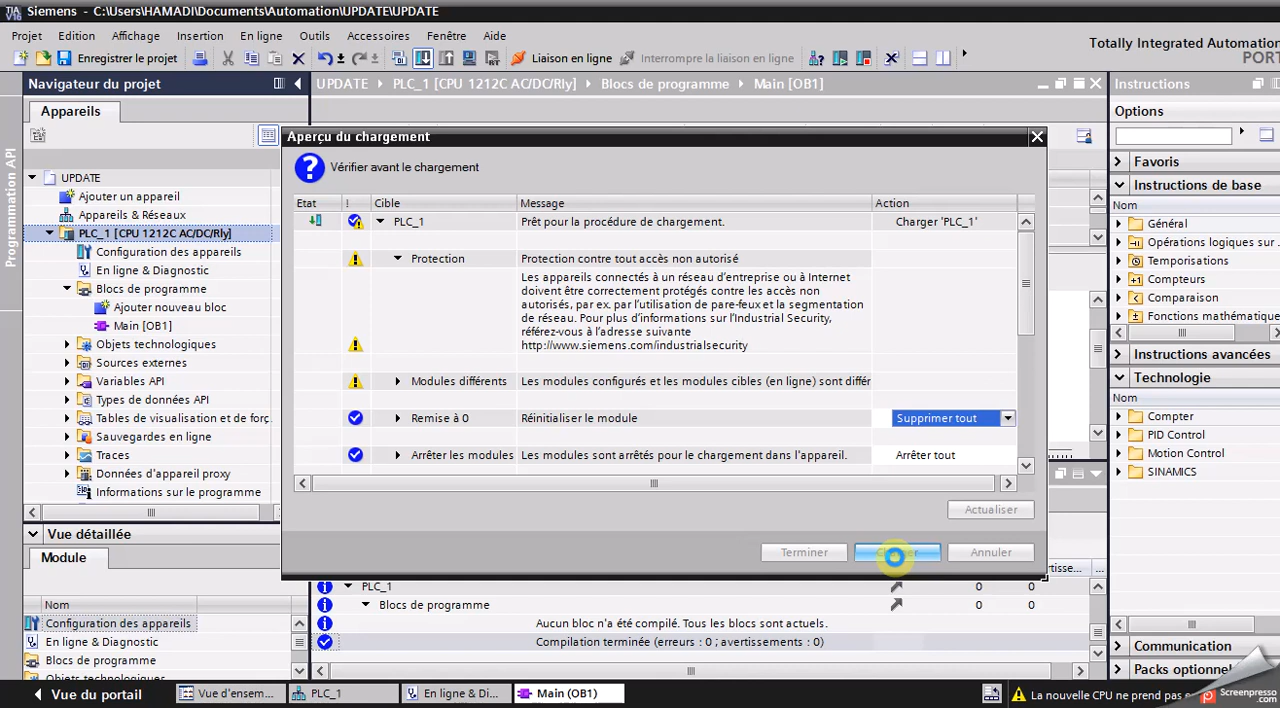 TIA V16 Siemens - C:\Users\HAMADI\Documents\Automation\UPDATE\UPDATE
Projet Edition Affichage Insertion En ligne Outils Accessoires Fenêtre Aide
Enregistrer le projet Liaison en ligne Interrompre la liaison en ligne
Totally Integrated Automation
PORT
Navigateur du projet
UPDATE PLC_1 [CPU 1212C AC/DC/Rly] Blocs de programme Main [OB1]
Instructions
Appareils
Options
Programmation API
UPDATE
Ajouter un appareil
Appareils & Réseaux
PLC_1 [CPU 1212C AC/DC/Rly]
Configuration des appareils
En ligne & Diagnostic
Blocs de programme
Ajouter nouveau bloc
Main [OB1]
Objets technologiques
Sources externes
Variables API
Types de données API
Tables de visualisation et de forç...
Sauvegardes en ligne
Traces
Données d'appareil proxy
Informations sur le programme
Vue détaillée
Module
Nom
Configuration des appareils
En ligne & Diagnostic
Blocs de programme
Objets technologiques
Aperçu du chargement
Vérifier avant le chargement
Etat ! Cible Message Action
PLC_1 Prêt pour la procédure de chargement. Charger 'PLC_1'
Protection Protection contre tout accès non autorisé
Les appareils connectés à un réseau d’entreprise ou à Internet
doivent être correctement protégés contre les accès non
autorisés, par ex. par l’utilisation de pare-feux et la segmentation
de réseau. Pour plus d’informations sur l’Industrial Security,
référez-vous à l’adresse suivante
http://www.siemens.com/industrialsecurity
Modules différents Les modules configurés et les modules cibles (en ligne) sont différ
Remise à 0 Réinitialiser le module Supprimer tout
Arrêter les modules Les modules sont arrêtés pour le chargement dans l'appareil. Arrêter tout
Actualiser
Terminer Annuler
PLC_1 0 0
Blocs de programme 0 0
Aucun bloc n'a été compilé. Tous les blocs sont actuels.
Compilation terminée (erreurs : 0 ; avertissements : 0)
Favoris
Instructions de base
Nom
Général
Opérations logiques sur ...
Temporisations
Compteurs
Comparaison
Fonctions mathématiques
Instructions avancées
Technologie
Nom
Compter
PID Control
Motion Control
SINAMICS
Communication
Packs optionnel
Vue du portail Vue d'ensem... PLC_1 En ligne & Di... Main (OB1)
La nouvelle CPU ne prend pas
Screenpresso
.com